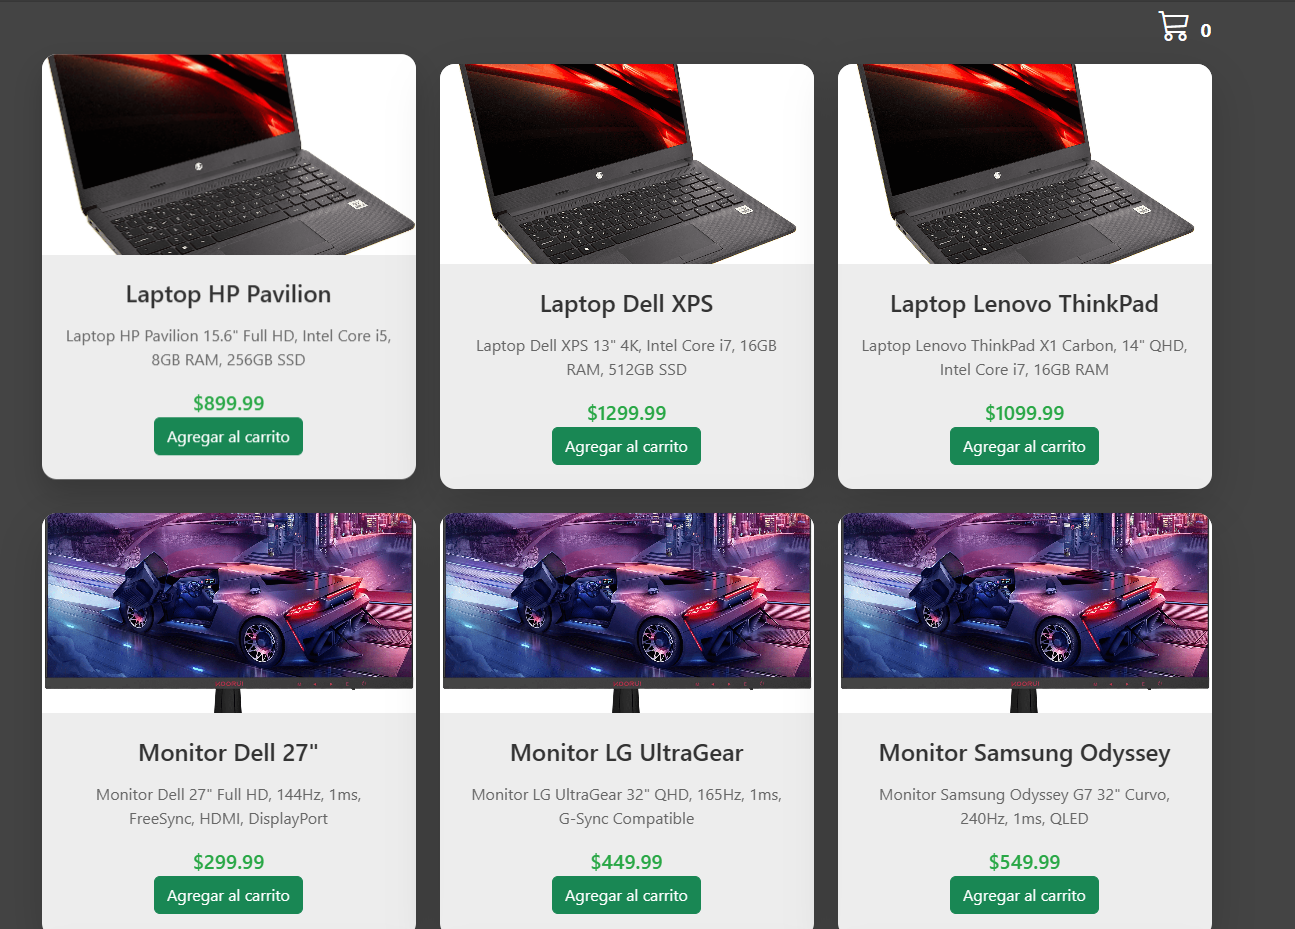 0
Laptop HP Pavilion
Laptop HP Pavilion 15.6" Full HD, Intel Core i5,
8GB RAM, 256GB SSD
$899.99
Agregar al carrito
Laptop Dell XPS
Laptop Dell XPS 13" 4K, Intel Core i7, 16GB
RAM, 512GB SSD
$1299.99
Agregar al carrito
Laptop Lenovo ThinkPad
Laptop Lenovo ThinkPad X1 Carbon, 14" QHD,
Intel Core i7, 16GB RAM
$1099.99
Agregar al carrito
Monitor Dell 27"
Monitor Dell 27" Full HD, 144Hz, 1ms,
FreeSync, HDMI, DisplayPort
$299.99
Agregar al carrito
Monitor LG UltraGear
Monitor LG UltraGear 32" QHD, 165Hz, 1ms,
G-Sync Compatible
$449.99
Agregar al carrito
Monitor Samsung Odyssey
Monitor Samsung Odyssey G7 32" Curvo,
240Hz, 1ms, QLED
$549.99
Agregar al carrito